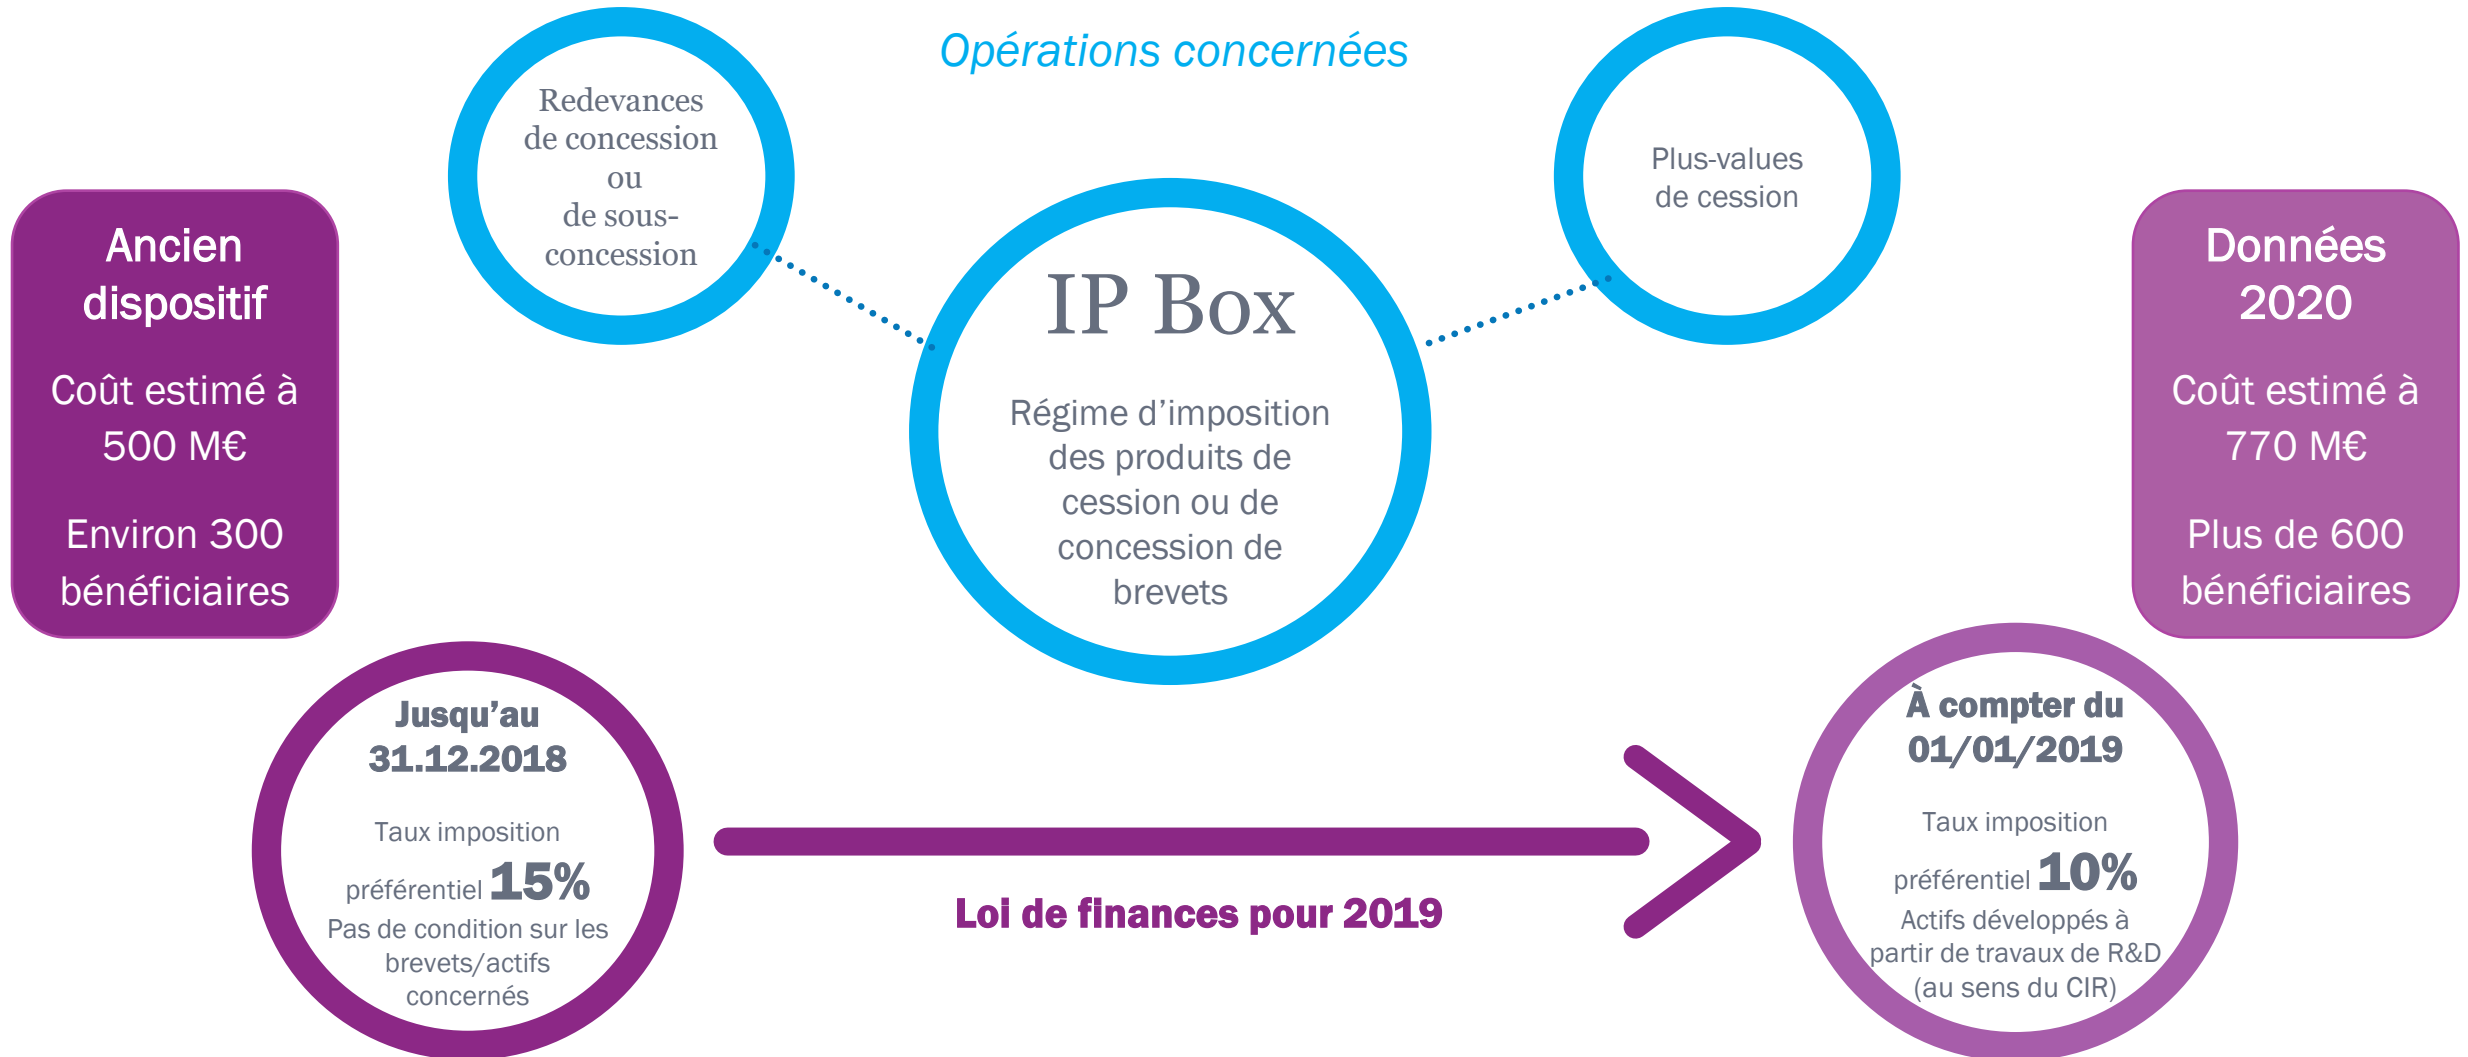 Opérations concernées
Redevances
de concession
ou
de sous-
concession
Plus-values
de cession
Ancien
dispositif
Coût estimé à
500 M€
Environ 300
bénéficiaires
IP Box
Régime d’imposition
des produits de
cession ou de
concession de
brevets
Données
2020
Coût estimé à
770 M€
Plus de 600
bénéficiaires
Jusqu’au
31.12.2018
Taux imposition
préférentiel 15%
Pas de condition sur les
brevets/actifs
concernés
Loi de finances pour 2019
À compter du
01/01/2019
Taux imposition
préférentiel 10%
Actifs développés à
partir de travaux de R&D
(au sens du CIR)